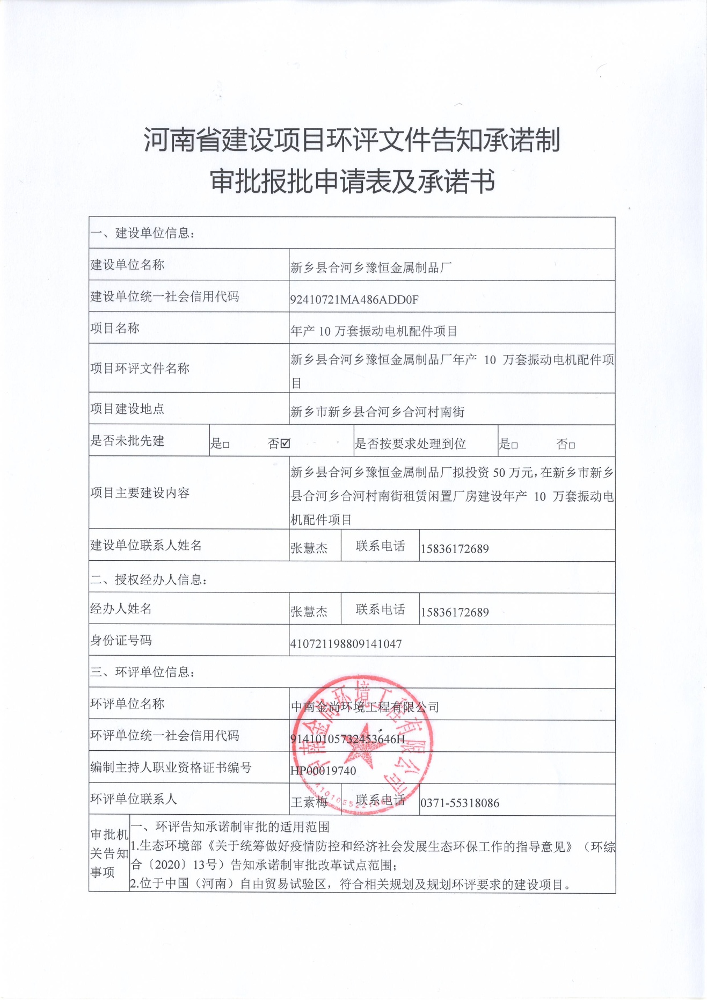 河南省建设项目环评文件告知承诺制
审批报批申请表及承诺书
一、建设单位信息：
建设单位名称
新乡县合河乡豫恒金属制品厂
建设单位统一社会信用代码
92410721MA486ADD0F
项目名称
年产 10 万套振动电机配件项目
项目环评文件名称
新乡县合河乡豫恒金属制品厂年产 10 万套振动电机配件项
目
项目建设地点
新乡市新乡县合河乡合河村南街
是否未批先建
是□ 否☑
是否按要求处理到位
是□ 否□
项目主要建设内容
新乡县合河乡豫恒金属制品厂拟投资 50 万元，在新乡市新乡
县合河乡合河村南街租赁闲置厂房建设年产 10 万套振动电
机配件项目
建设单位联系人姓名
张慧杰
联系电话
15836172689
二、授权经办人信息：
经办人姓名
张慧杰
联系电话
15836172689
身份证号码
410721198809141047
三、环评单位信息：
环评单位名称
中南金尚环境工程有限公司
环评单位统一社会信用代码
91410105732453646H
编制主持人职业资格证书编号
HP00019740
环评单位联系人
王素梅
联系电话
0371-55318086
中南金尚环境工程有限公司
审批机
关告知
事项
一、环评告知承诺制审批的适用范围
1.生态环境部《关于统筹做好疫情防控和经济社会发展生态环保工作的指导意见》（环综
合〔2020〕13号）告知承诺制审批改革试点范围；
2.位于中国（河南）自由贸易试验区，符合相关规划及规划环评要求的建设项目。